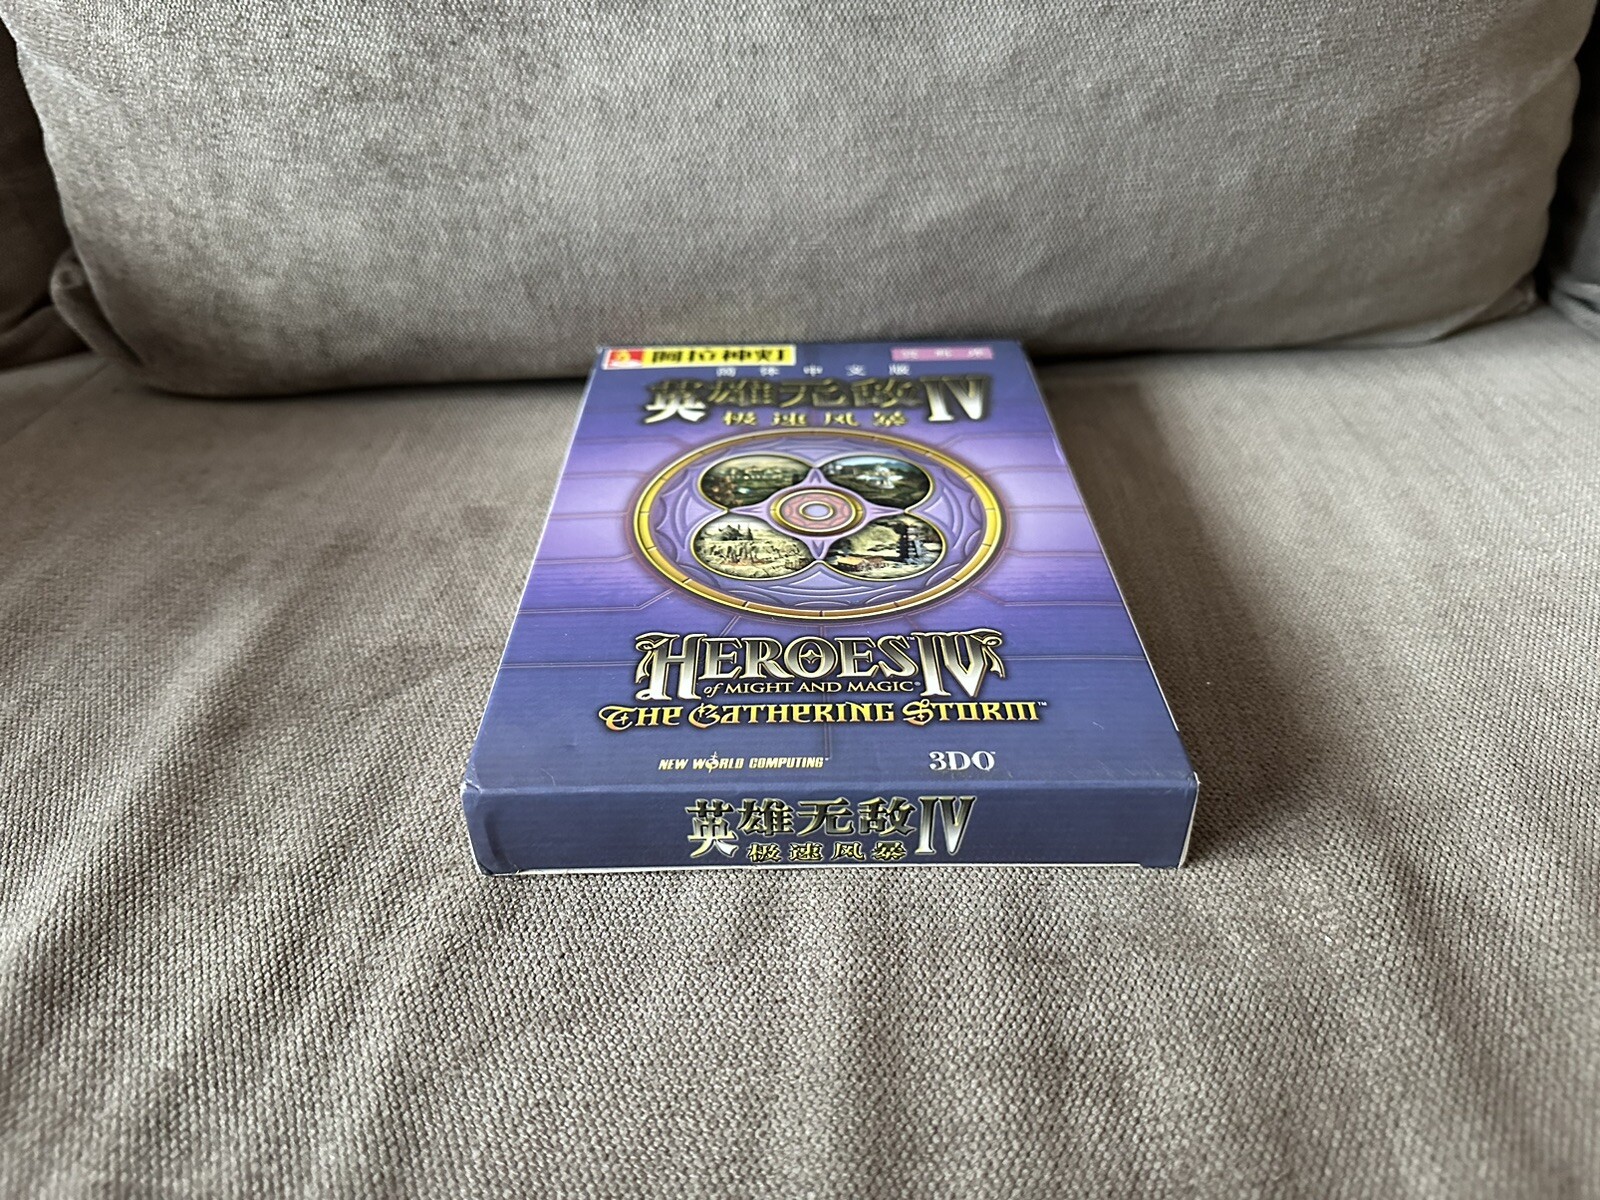 阿拉神灯
简体中文版
英雄无敌IV
极速风暴
HEROES IV
of MIGHT AND MAGIC®
THE GATHERING STORM™
NEW WORLD COMPUTING®
3DO™
英雄无敌IV
极速风暴